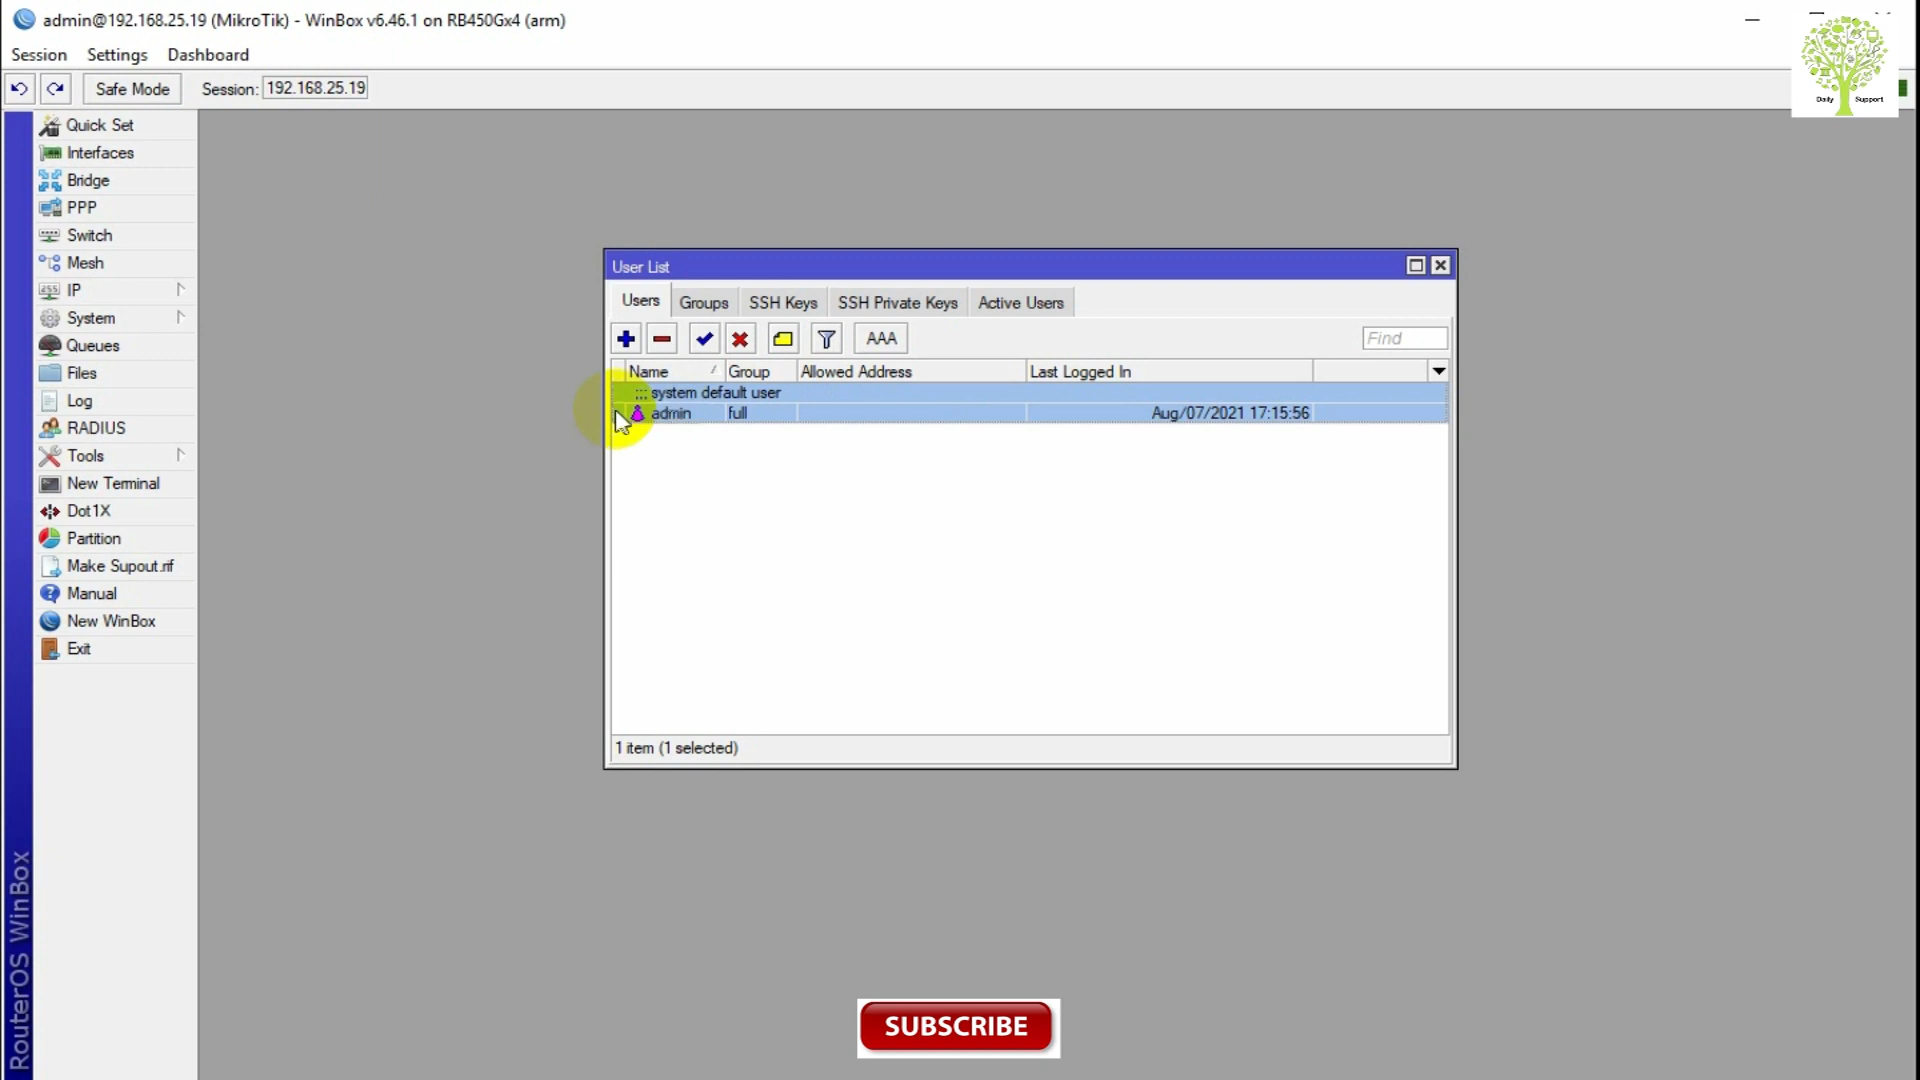 admin@192.168.25.19 (MikroTik) - WinBox v6.46.1 on RB450Gx4 (arm)
Session Settings Dashboard
Safe Mode Session: 192.168.25.19
Daily Support
Quick Set
Interfaces
Bridge
PPP
Switch
Mesh
IP
System
Queues
Files
Log
RADIUS
Tools
New Terminal
Dot1X
Partition
Make Supout.rif
Manual
New WinBox
Exit
RouterOS WinBox
User List
Users Groups SSH Keys SSH Private Keys Active Users
AAA Find
Name Group Allowed Address Last Logged In
::: system default user
admin full Aug/07/2021 17:15:56
1 item (1 selected)
SUBSCRIBE